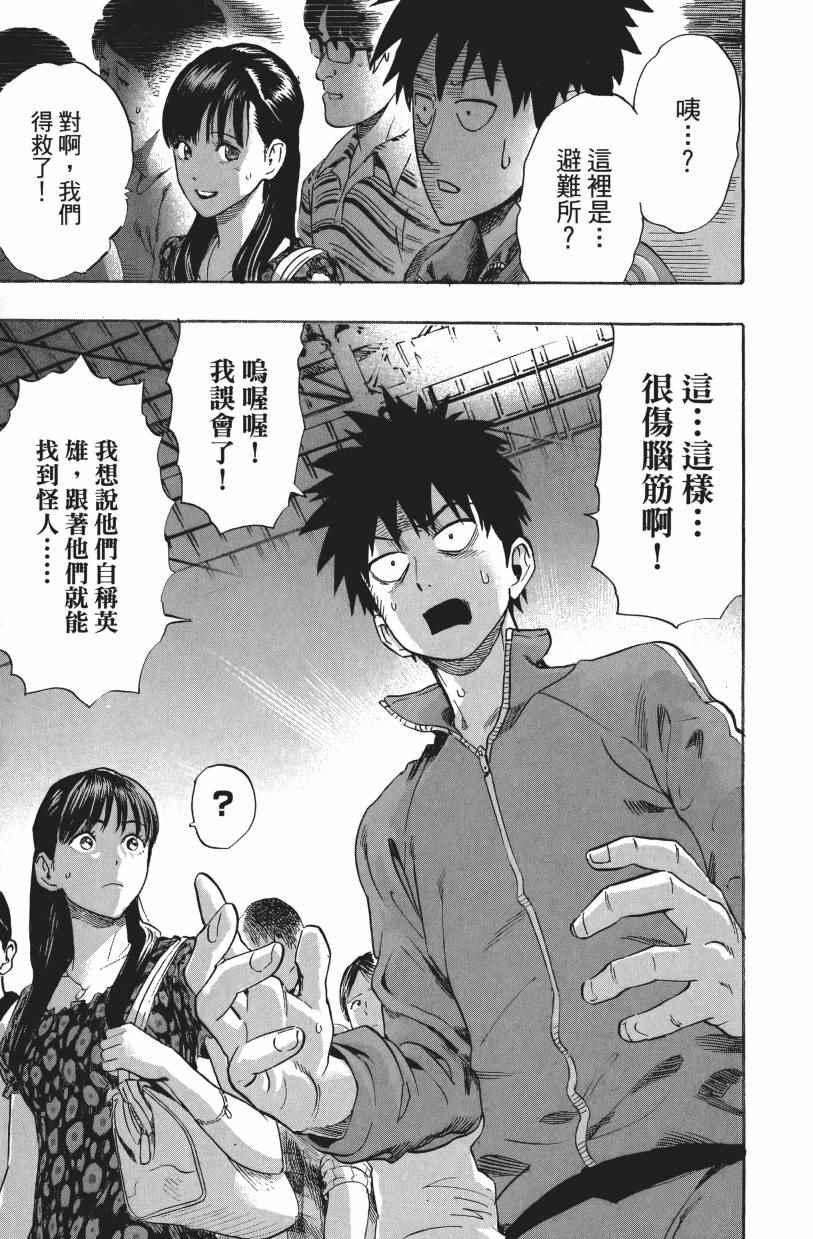 咦…？
這裡是…
避難所？
對啊，我們
得救了！
這…這樣…
很傷腦筋啊！
嗚喔喔！
我誤會了！
我想說他們自稱英
雄，跟著他們就能
找到怪人……
？